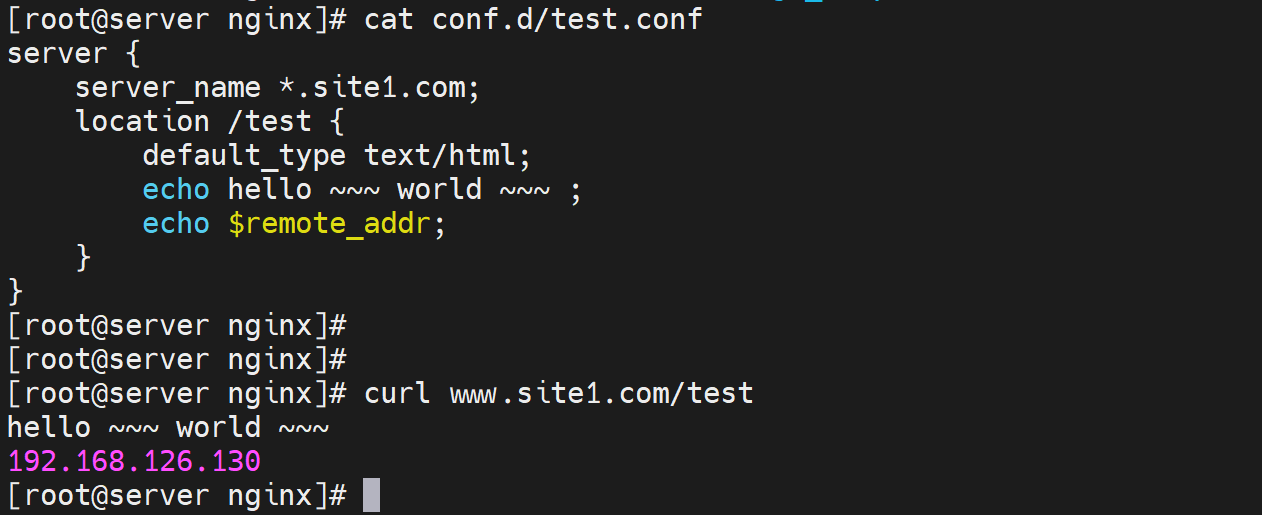 [root@server nginx]# cat conf.d/test.conf
server {
    server_name *.site1.com;
    location /test {
        default_type text/html;
        echo hello ~~~ world ~~~ ;
        echo $remote_addr;
    }
}
[root@server nginx]#
[root@server nginx]#
[root@server nginx]# curl www.site1.com/test
hello ~~~ world ~~~
192.168.126.130
[root@server nginx]#